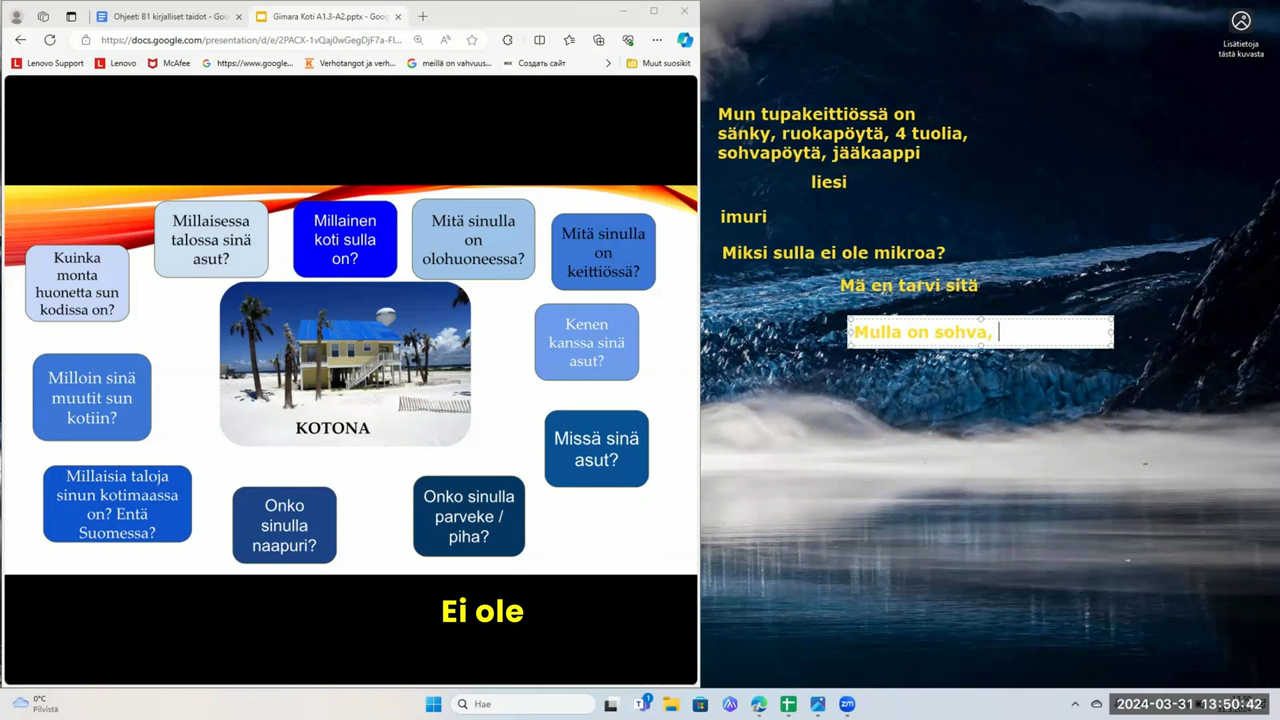 Ohjeet: B1 kirjalliset taidot - Goo
Gimara Koti A1.3-A2.pptx - Goog
https://docs.google.com/presentation/d/e/2PACX-1vQaj0wGegDjF7a-FI...
Lenovo Support
Lenovo
McAfee
https://www.google...
Verhotangot ja verh...
meillä on vahvuus...
Создать сайт
Muut suosikit
Lisätietoja
tästä kuvasta
Kuinka
monta
huonetta sun
kodissa on?
Millaisessa
talossa sinä
asut?
Millainen
koti sulla
on?
Mitä sinulla
on
olohuoneessa?
Mitä sinulla
on
keittiössä?
Kenen
kanssa sinä
asut?
Milloin sinä
muutit sun
kotiin?
KOTONA
Missä sinä
asut?
Millaisia taloja
sinun kotimaassa
on? Entä
Suomessa?
Onko
sinulla
naapuri?
Onko sinulla
parveke /
piha?
Ei ole
Mun tupakeittiössä on
sänky, ruokapöytä, 4 tuolia,
sohvapöytä, jääkaappi
liesi
imuri
Miksi sulla ei ole mikroa?
Mä en tarvi sitä
Mulla on sohva,
0°C
Pilvistä
Hae
2024-03-31 13:50:42